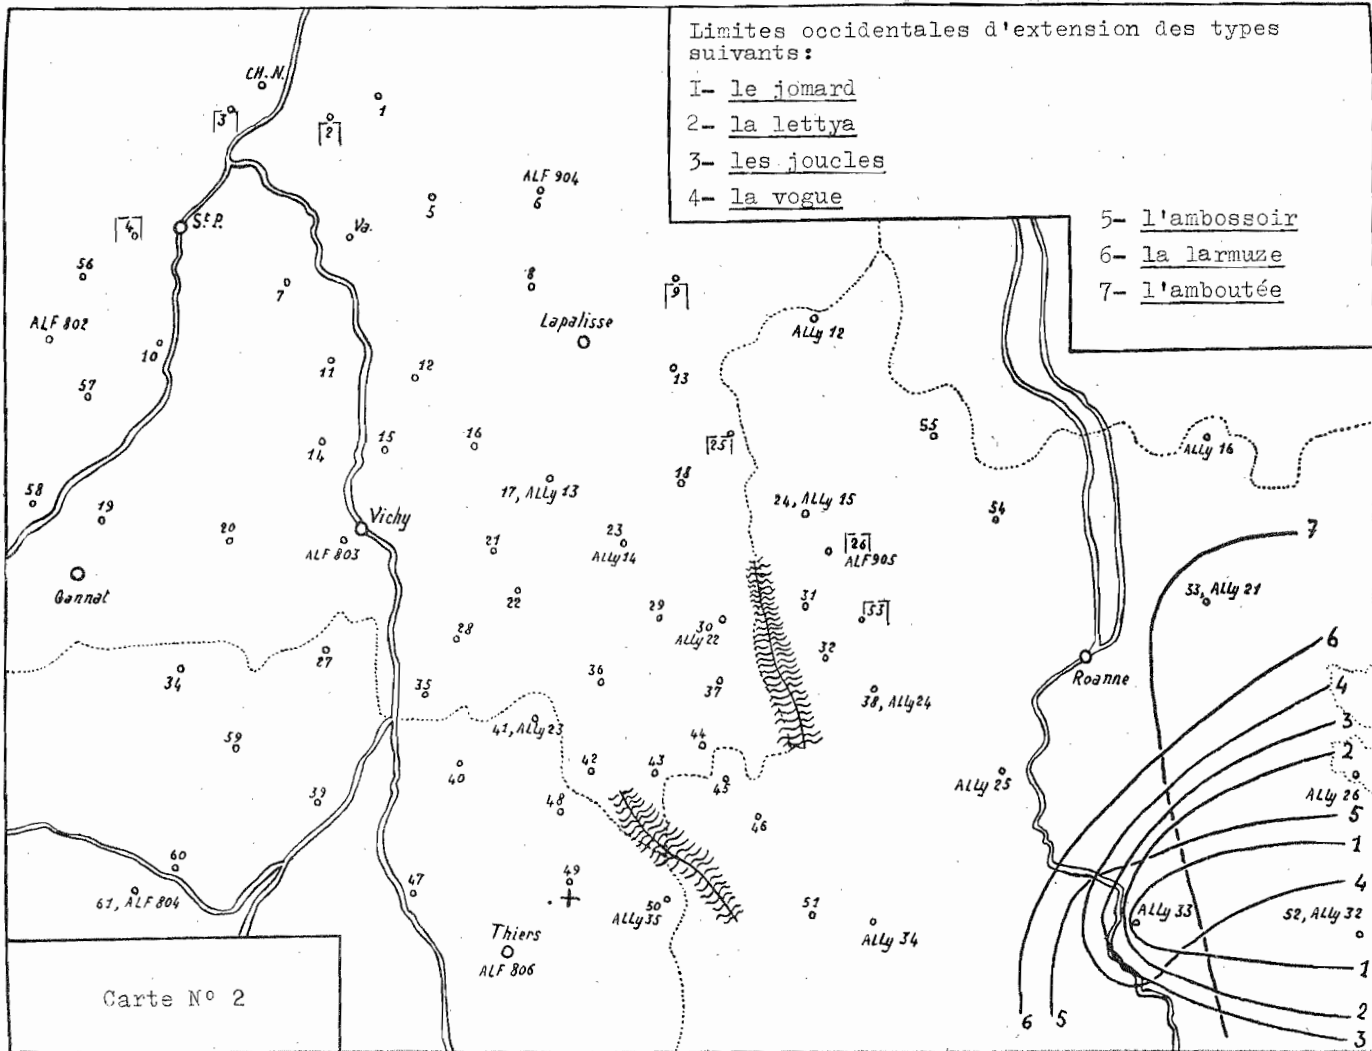 Limites occidentales d'extension des types
suivants:
I- le jomard
2- la lettya
3- les joucles
4- la vogue
5- l'ambossoir
6- la larmuze
7- l'amboutée
CH.N.
3
2
1
ALF 904
6
5
4
St P.
Va.
56
7
8
9
ALF 802
Lapalisse
ALLy 12
10
11
12
13
57
55
ALLy 16
14
15
16
25
18
58
19
17, ALLy 13
24, ALLy 15
54
Vichy
20
ALF 803
21
23
ALLy 14
26
ALF 905
7
Gannat
22
33, ALLy 21
28
29
30
ALLy 22
31
53
32
6
27
34
35
36
37
38, ALLy 24
Roanne
4
3
41, ALLy 23
59
44
2
40
42
43
45
ALLy 25
ALLy 26
39
48
46
5
1
60
61, ALF 804
47
49
50
ALLy 35
51
ALLy 34
ALLy 33
4
52, ALLy 32
Thiers
ALF 806
1
6
5
2
3
Carte Nº 2